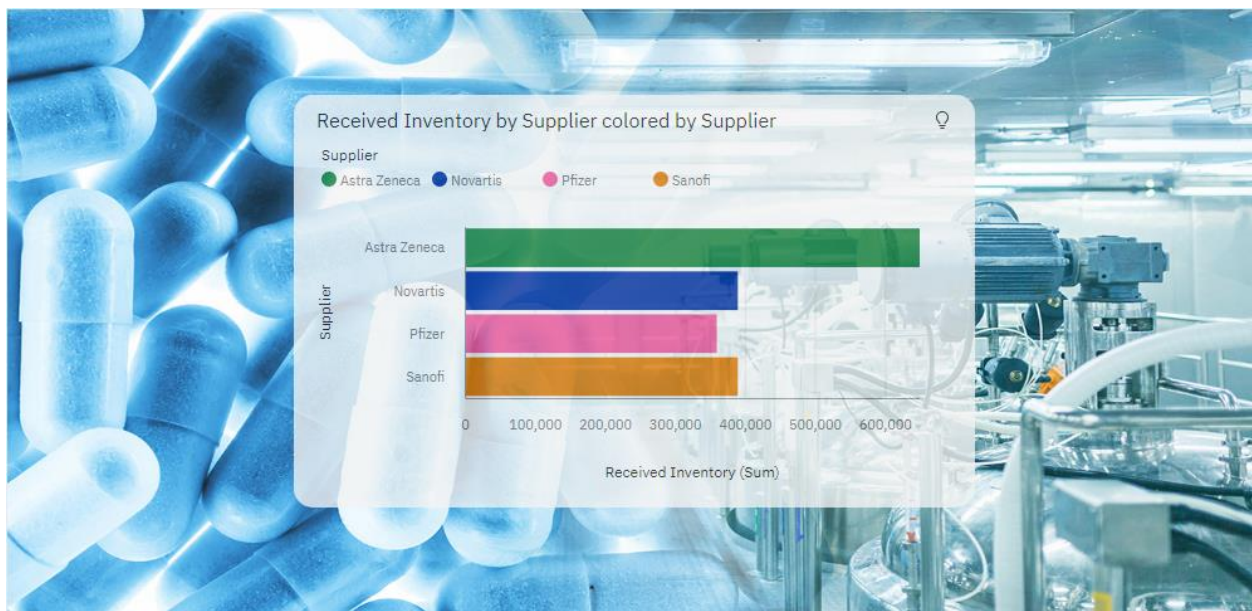 Received Inventory by Supplier colored by Supplier
Supplier
Astra Zeneca Novartis Pfizer Sanofi
Supplier
Astra Zeneca
Novartis
Pfizer
Sanofi
0 100,000 200,000 300,000 400,000 500,000 600,000
Received Inventory (Sum)